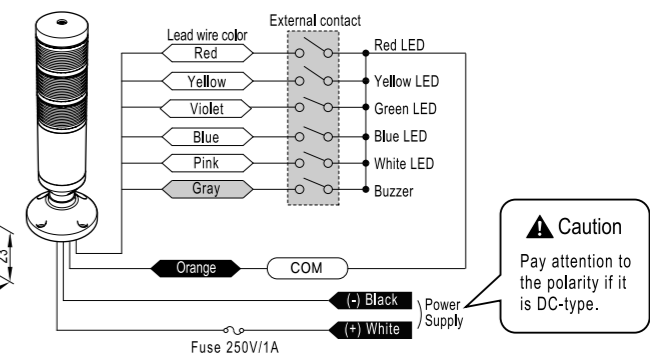 Lead wire color
External contact
Red
Red LED
Yellow
Yellow LED
Violet
Green LED
Blue
Blue LED
Pink
White LED
Gray
Buzzer
23
Orange
COM
(-) Black
(+) White
Power
Supply
Fuse 250V/1A
Caution
Pay attention to
the polarity if it
is DC-type.